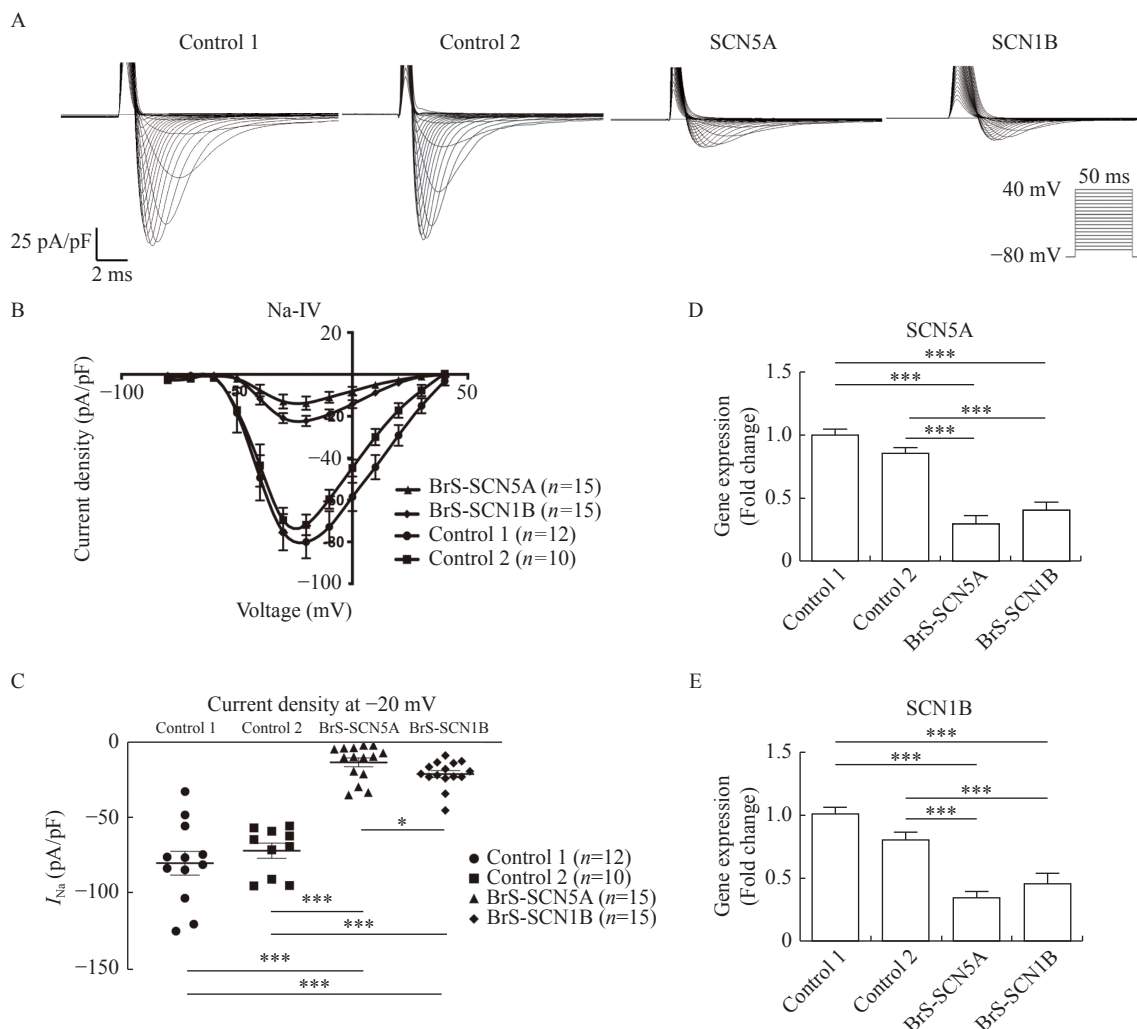 A
Control 1
Control 2
SCN5A
SCN1B
25 pA/pF
2 ms
50 ms
40 mV
−80 mV
B
Na-IV
Current density (pA/pF)
20
−100
50
−40
−80
−100
Voltage (mV)
BrS-SCN5A (n=15)
BrS-SCN1B (n=15)
Control 1 (n=12)
Control 2 (n=10)
D
SCN5A
Gene expression
(Fold change)
1.5
1.0
0.5
0
***
***
***
***
Control 1
Control 2
BrS-SCN5A
BrS-SCN1B
C
Current density at −20 mV
Control 1
Control 2
BrS-SCN5A
BrS-SCN1B
INa (pA/pF)
0
−50
−100
−150
*
***
***
***
***
Control 1 (n=12)
Control 2 (n=10)
BrS-SCN5A (n=15)
BrS-SCN1B (n=15)
E
SCN1B
Gene expression
(Fold change)
1.5
1.0
0.5
0
***
***
***
***
Control 1
Control 2
BrS-SCN5A
BrS-SCN1B